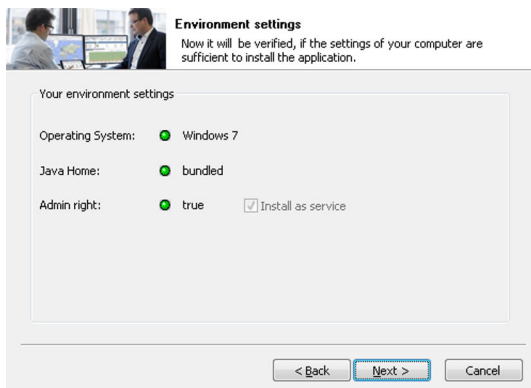 Environment settings
Now it will be verified, if the settings of your computer are
sufficient to install the application.
Your environment settings
Operating System: Windows 7
Java Home: bundled
Admin right: true Install as service
< Back Next > Cancel